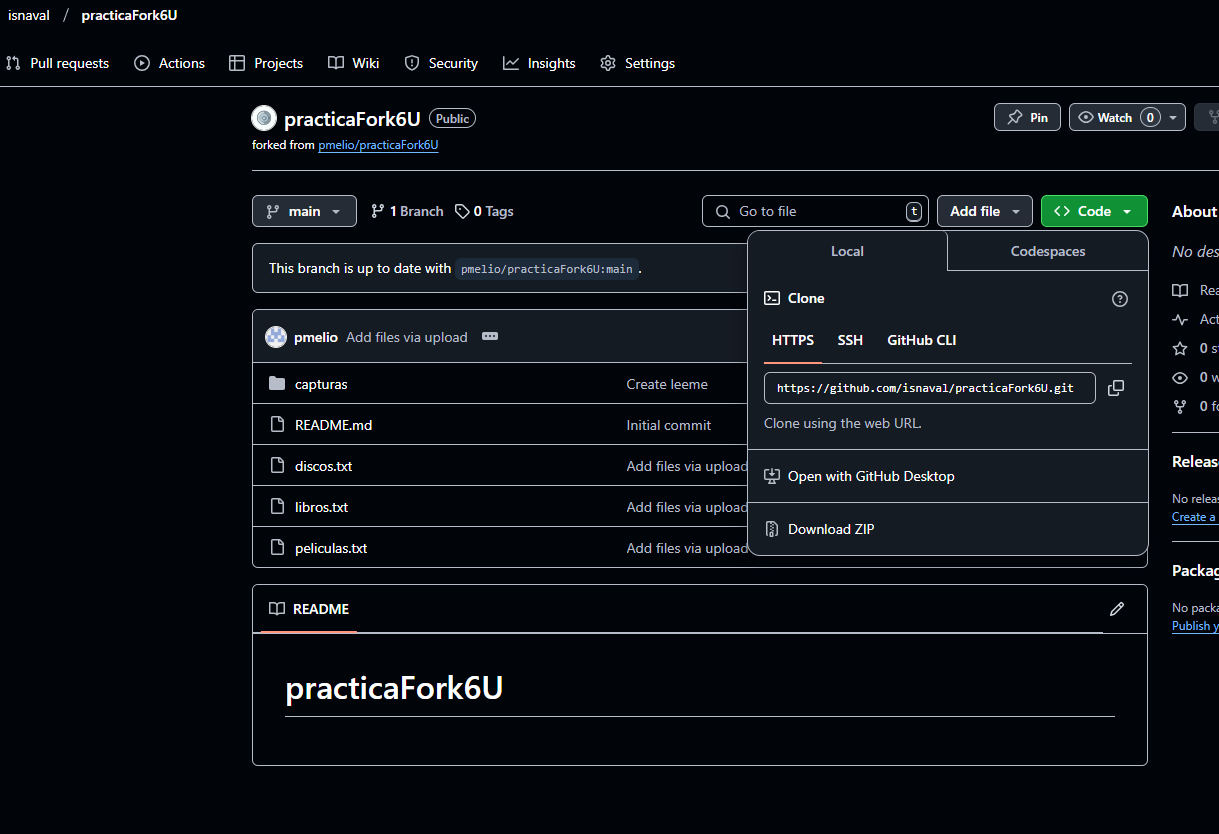 isnaval / practicaFork6U
Pull requests Actions Projects Wiki Security Insights Settings
practicaFork6U Public
Pin Watch 0
forked from pmelio/practicaFork6U
main 1 Branch 0 Tags Go to file t Add file Code
About
Local Codespaces
No des
This branch is up to date with pmelio/practicaFork6U:main .
Clone
Rea
Act
pmelio Add files via upload
HTTPS SSH GitHub CLI
0 s
0 w
0 fo
capturas Create leeme
https://github.com/isnaval/practicaFork6U.git
README.md Initial commit
Clone using the web URL.
discos.txt Add files via upload
Open with GitHub Desktop
Releas
No relea
Create a
libros.txt Add files via upload
Download ZIP
peliculas.txt Add files via upload
Packag
No packa
Publish y
README
practicaFork6U